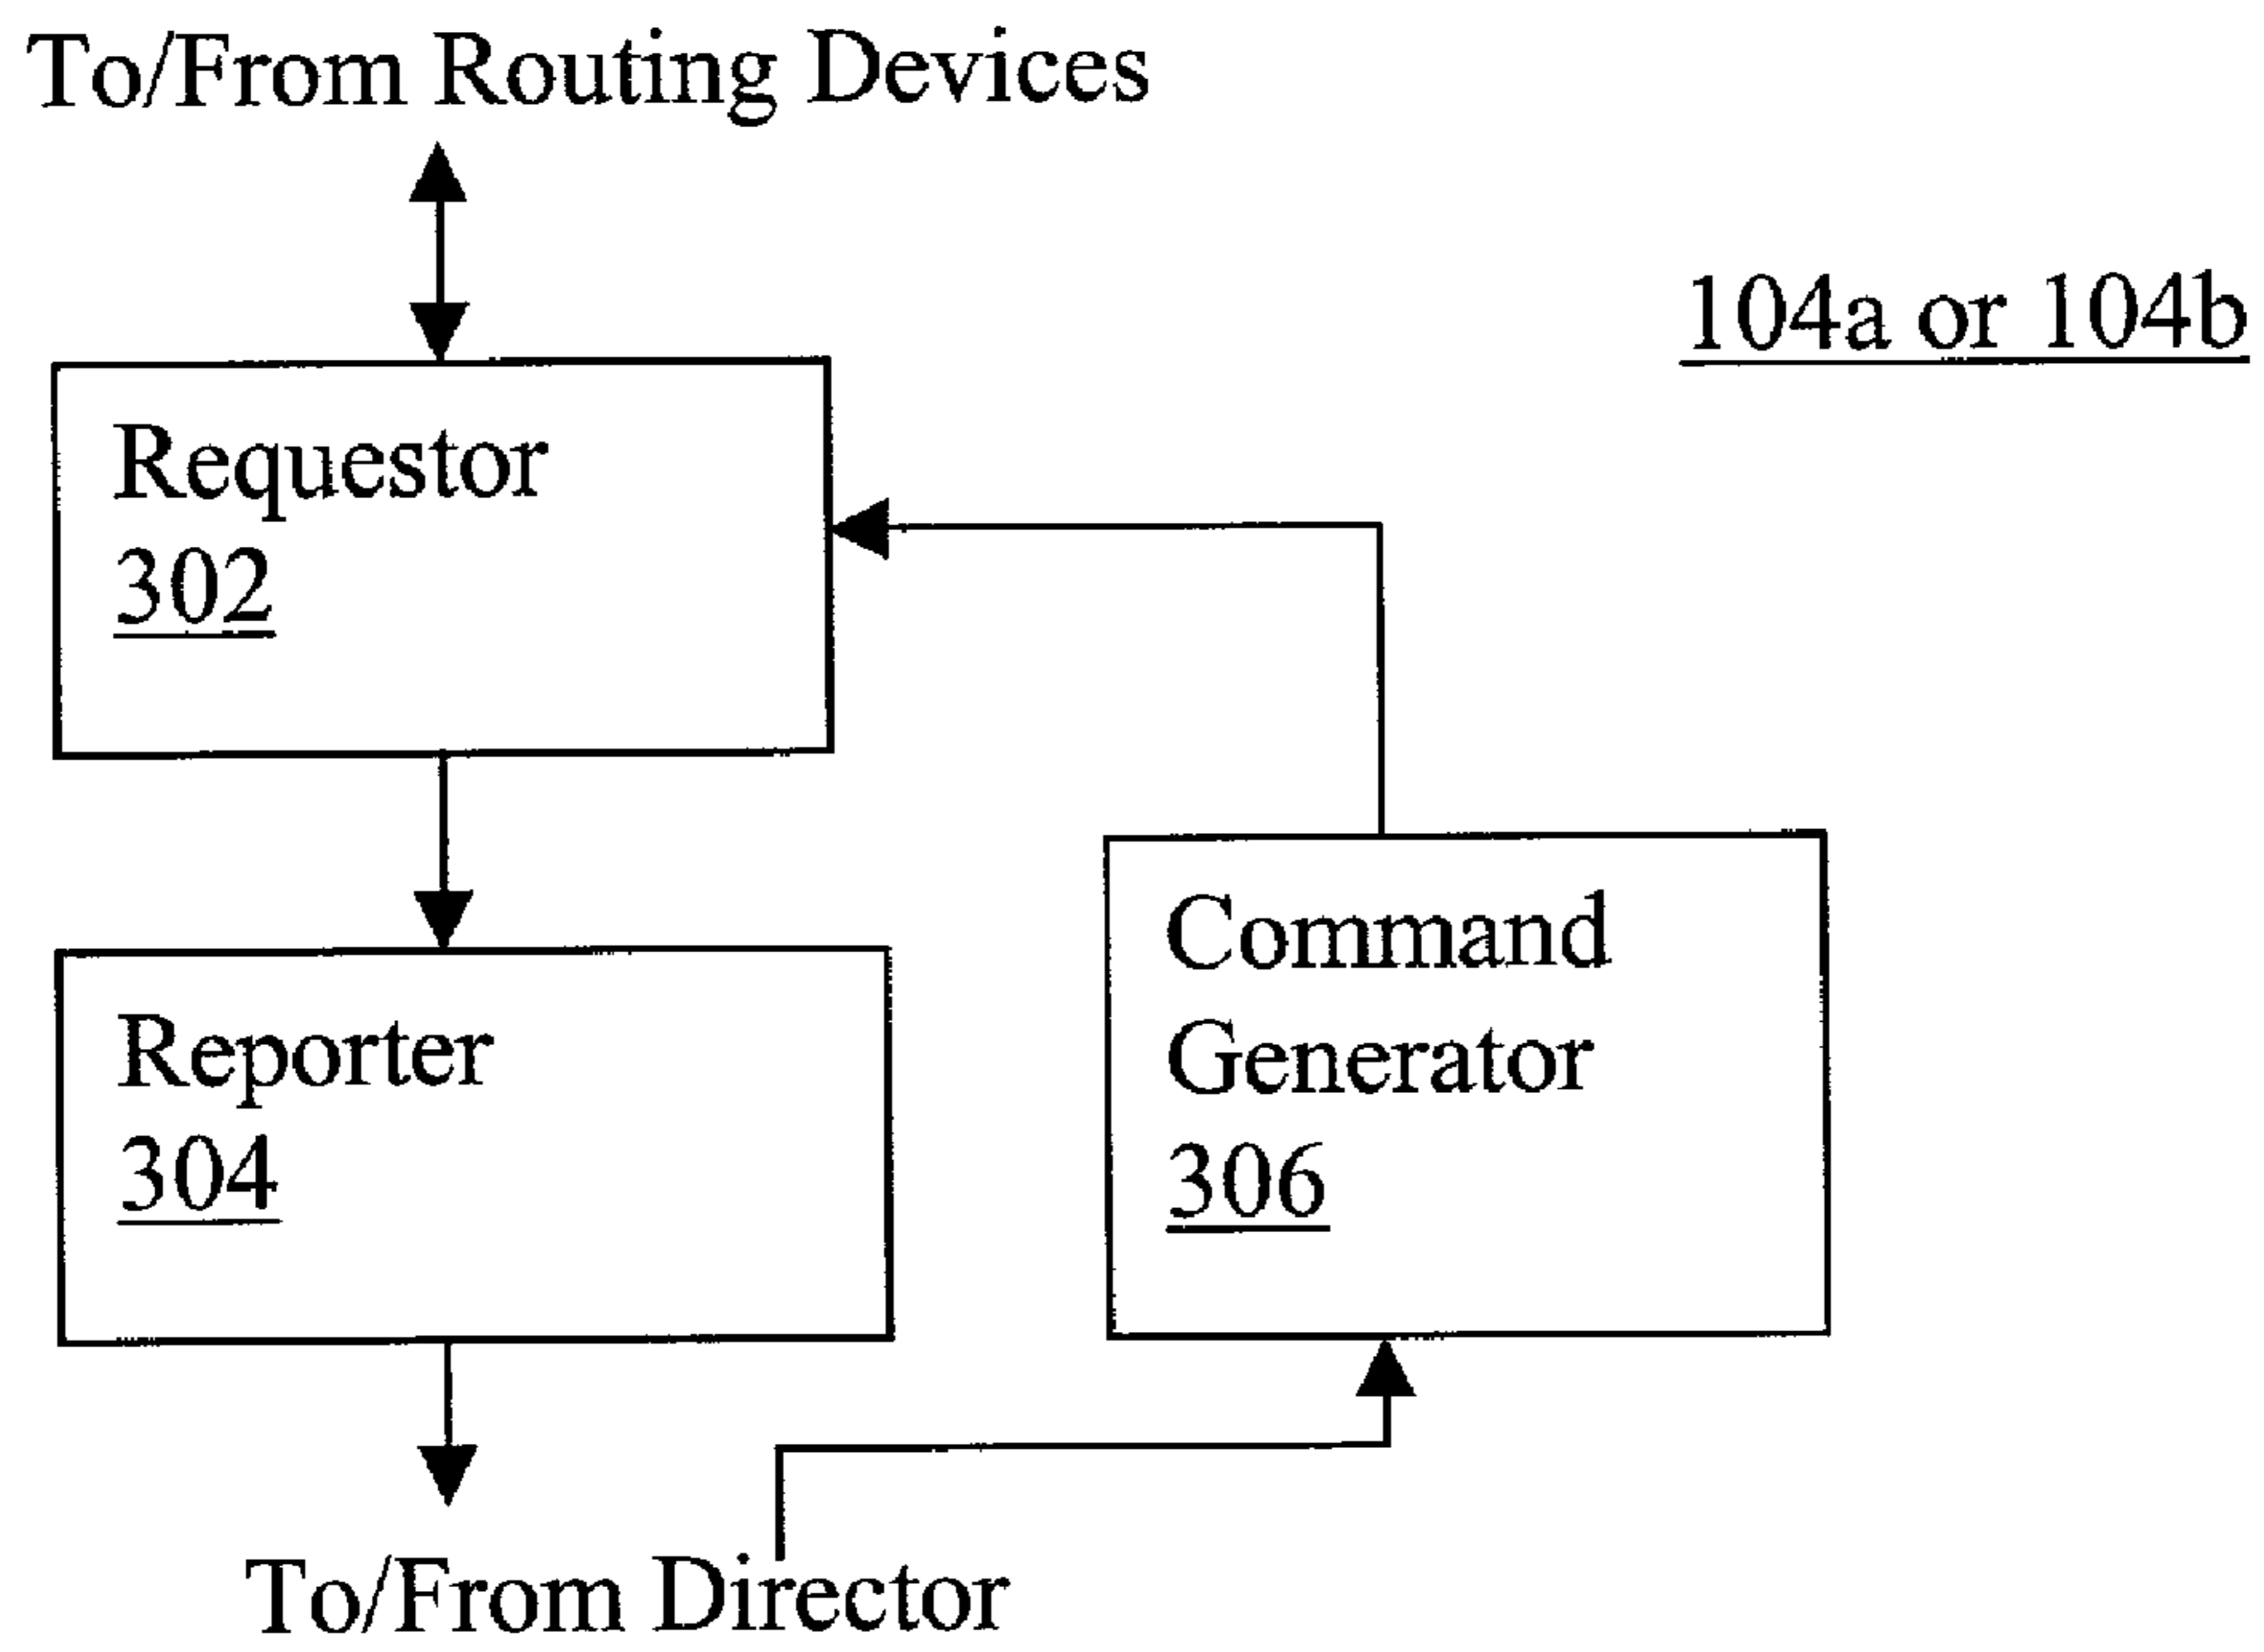 To/From Routing Devices
104a or 104b
Requestor
302
Command
Generator
306
Reporter
304
To/From Director